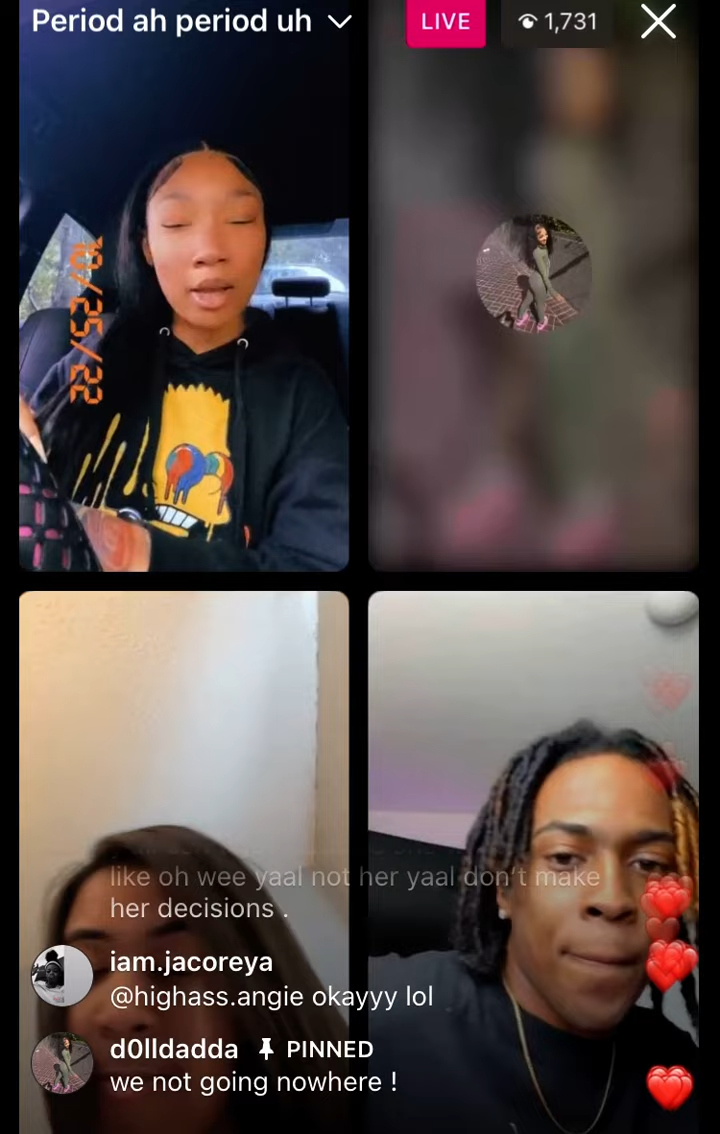 Period ah period uh
LIVE
1,731
10/25/22
like oh wee yaal not her yaal don't make
her decisions .
iam.jacoreya
@highass.angie okayyy lol
d0lldadda PINNED
we not going nowhere !